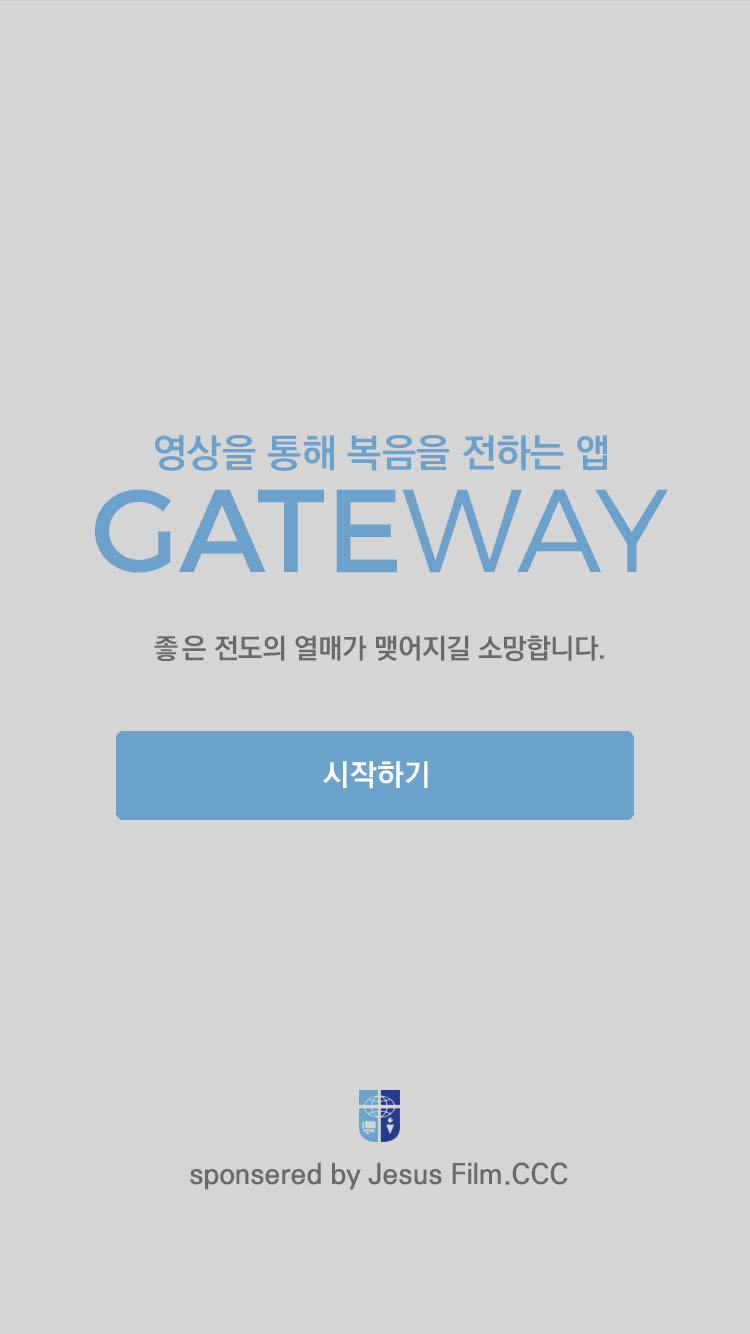 영상을 통해 복음을 전하는 앱
GATEWAY
좋은 전도의 열매가 맺어지길 소망합니다.
시작하기
sponsered by Jesus Film.CCC